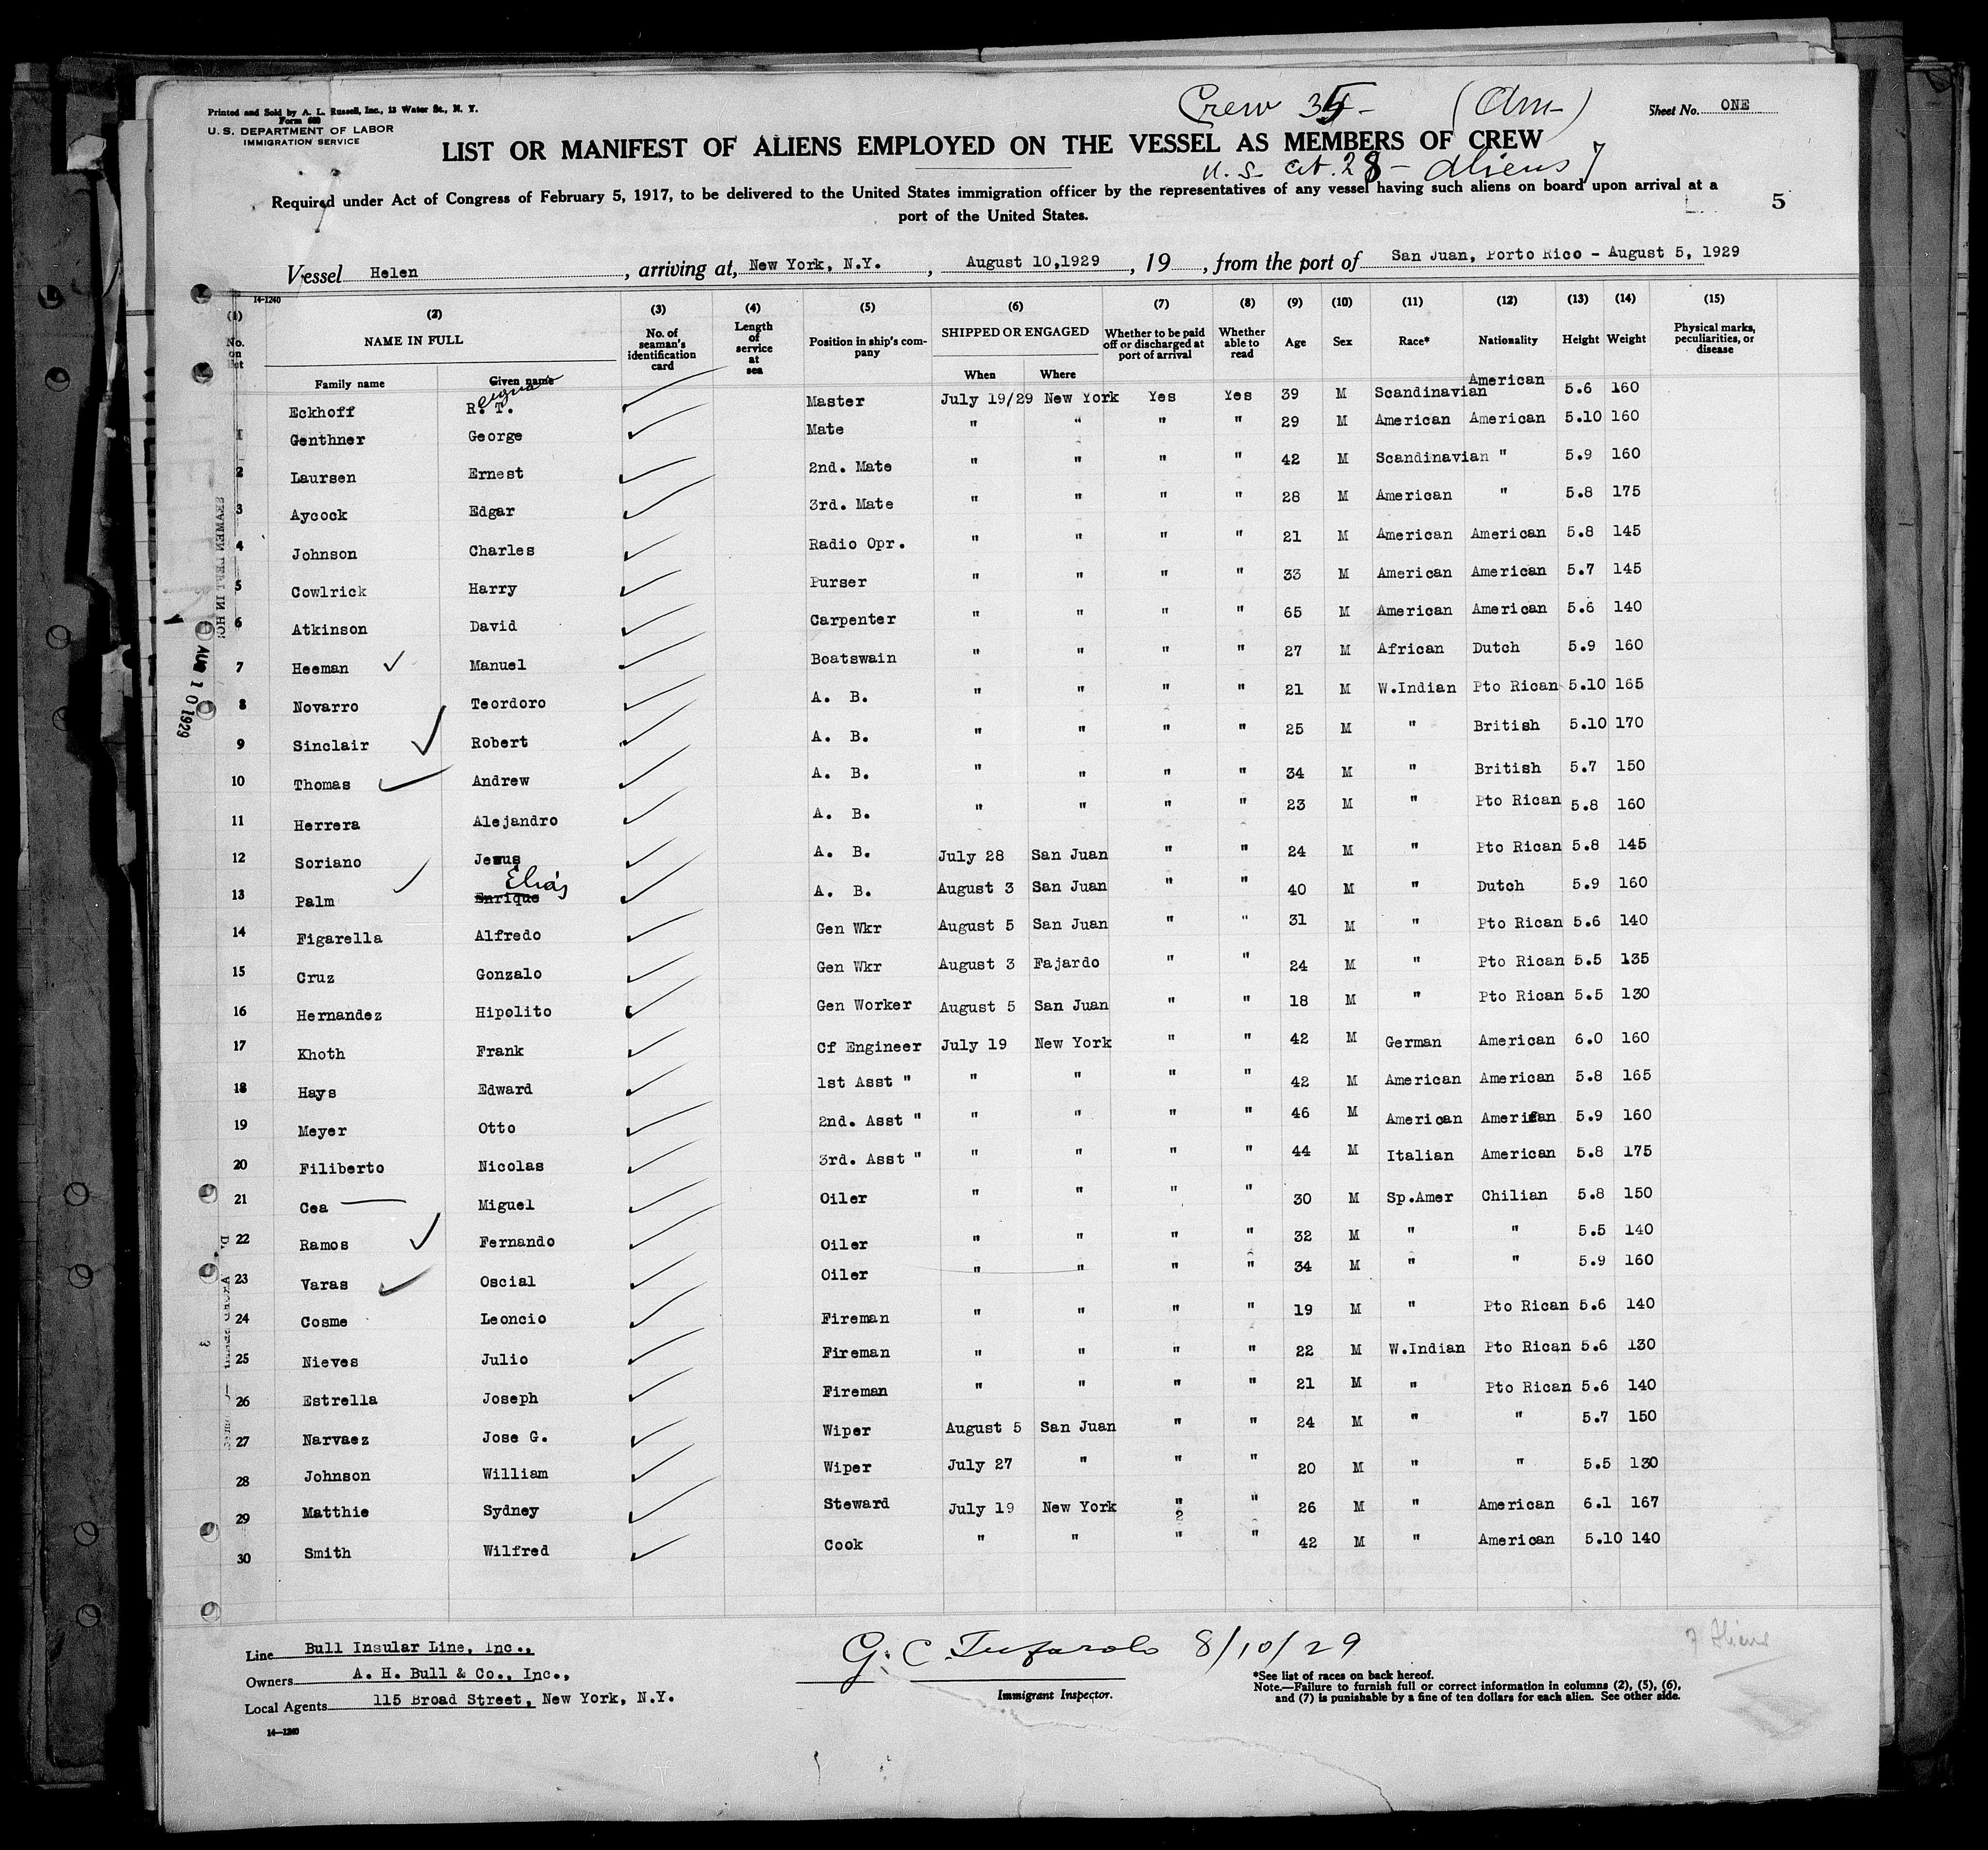 Printed and Sold by A. L. Russell, Inc., 13 Water St., N. Y.
Form 680
U. S. DEPARTMENT OF LABOR
IMMIGRATION SERVICE
Crew 35- (Am-)
Sheet No. ONE
LIST OR MANIFEST OF ALIENS EMPLOYED ON THE VESSEL AS MEMBERS OF CREW
U. S. cit. 28 - Aliens 7
Required under Act of Congress of February 5, 1917, to be delivered to the United States immigration officer by the representatives of any vessel having such aliens on board upon arrival at a
port of the United States.
5
Vessel Helen, arriving at, New York, N.Y., August 10,1929, 19, from the port of San Juan, Porto Rico - August 5, 1929
14-1240
(1) (2) (3) (4) (5) (6) (7) (8) (9) (10) (11) (12) (13) (14) (15)
No. on list NAME IN FULL No. of seaman's identification card Length of service at sea Position in ship's company SHIPPED OR ENGAGED Whether to be paid off or discharged at port of arrival Whether able to read Age Sex Race* Nationality Height Weight Physical marks, peculiarities, or disease
Family name Given name When Where
Eckhoff R. T. Master July 19/29 New York Yes Yes 39 M Scandinavian American 5.6 160
1 Genthner George Mate " " " " 29 M American American 5.10 160
2 Laursen Ernest 2nd. Mate " " " " 42 M Scandinavian " 5.9 160
3 Aycock Edgar 3rd. Mate " " " " 28 M American " 5.8 175
4 Johnson Charles Radio Opr. " " " " 21 M American American 5.8 145
5 Cowlrick Harry Purser " " " " 33 M American American 5.7 145
6 Atkinson David Carpenter " " " " 65 M American American 5.6 140
7 Heeman Manuel Boatswain " " " " 27 M African Dutch 5.9 160
8 Novarro Teordoro A. B. " " " " 21 M W.Indian Pto Rican 5.10 165
9 Sinclair Robert A. B. " " " " 25 M " British 5.10 170
10 Thomas Andrew A. B. " " " " 34 M " British 5.7 150
11 Herrera Alejandro A. B. " " " " 23 M " Pto Rican 5.8 160
12 Soriano Jesus A. B. July 28 San Juan " " 24 M " Pto Rican 5.8 145
13 Palm Enrique Elias A. B. August 3 San Juan " " 40 M " Dutch 5.9 160
14 Figarella Alfredo Gen Wkr August 5 San Juan " " 31 M " Pto Rican 5.6 140
15 Cruz Gonzalo Gen Wkr August 3 Fajardo " " 24 M " Pto Rican 5.5 135
16 Hernandez Hipolito Gen Worker August 5 San Juan " " 18 M " Pto Rican 5.5 130
17 Khoth Frank Cf Engineer July 19 New York " " 42 M German American 6.0 160
18 Hays Edward 1st Asst " " " " " 42 M American American 5.8 165
19 Meyer Otto 2nd. Asst " " " " " 46 M American American 5.9 160
20 Filiberto Nicolas 3rd. Asst " " " " " 44 M Italian American 5.8 175
21 Cea Miguel Oiler " " " " 30 M Sp.Amer Chilian 5.8 150
22 Ramos Fernando Oiler " " " " 32 M " " 5.5 140
23 Varas Oscial Oiler " " " " 34 M " " 5.9 160
24 Cosme Leoncio Fireman " " " " 19 M " Pto Rican 5.6 140
25 Nieves Julio Fireman " " " " 22 M W.Indian Pto Rican 5.6 130
26 Estrella Joseph Fireman " " " " 21 M " Pto Rican 5.6 140
27 Narvaez Jose G. Wiper August 5 San Juan " " 24 M " " 5.7 150
28 Johnson William Wiper July 27 " " " 20 M " " 5.5 130
29 Matthie Sydney Steward July 19 New York " " 26 M " American 6.1 167
30 Smith Wilfred Cook " " " " 42 M " American 5.10 140
AUG 10 1929
Line Bull Insular Line, Inc.,
Owners A. H. Bull & Co., Inc.,
Local Agents 115 Broad Street, New York, N.Y.
14-1240
8/10/29
Immigrant Inspector.
7 Aliens
*See list of races on back hereof.
Note.—Failure to furnish full or correct information in columns (2), (5), (6),
and (7) is punishable by a fine of ten dollars for each alien. See other side.